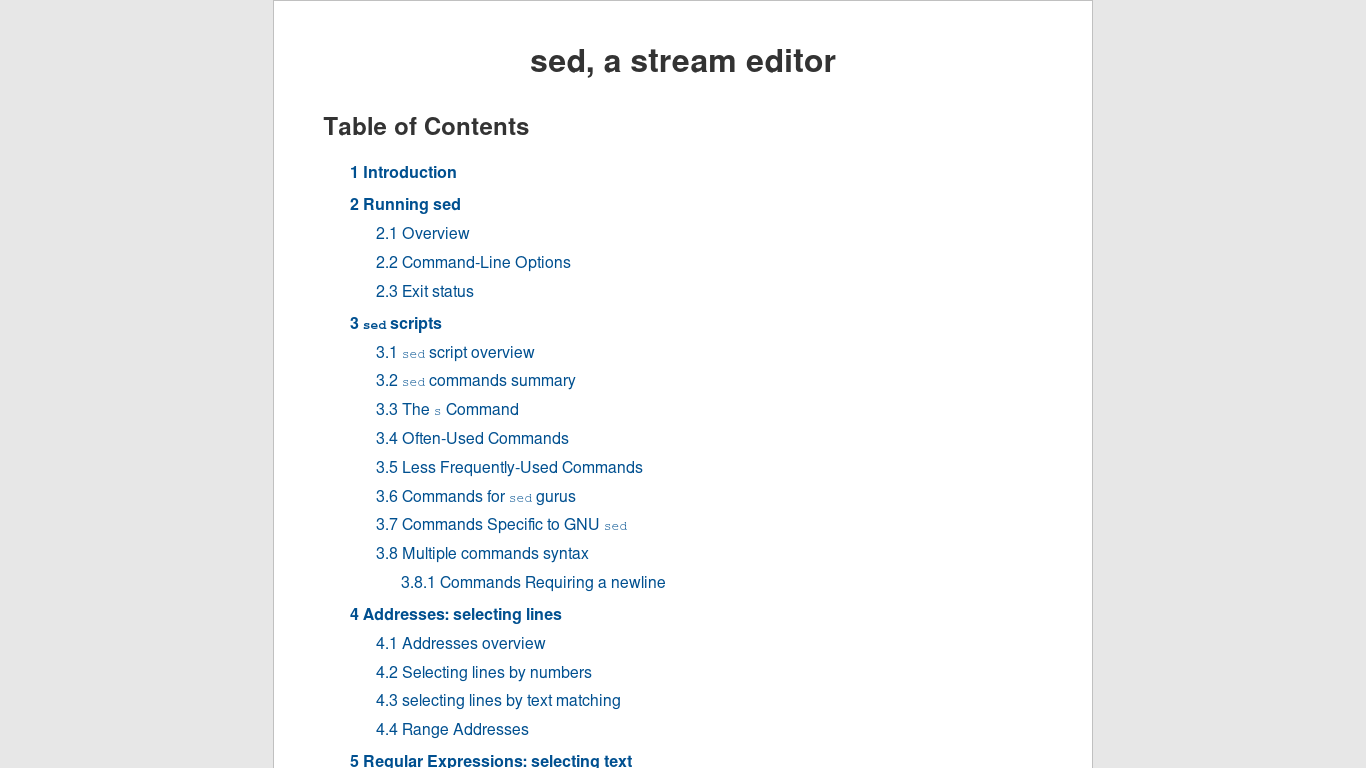 sed, a stream editor
Table of Contents
1 Introduction
2 Running sed
2.1 Overview
2.2 Command-Line Options
2.3 Exit status
3 sed scripts
3.1 sed script overview
3.2 sed commands summary
3.3 The s Command
3.4 Often-Used Commands
3.5 Less Frequently-Used Commands
3.6 Commands for sed gurus
3.7 Commands Specific to GNU sed
3.8 Multiple commands syntax
3.8.1 Commands Requiring a newline
4 Addresses: selecting lines
4.1 Addresses overview
4.2 Selecting lines by numbers
4.3 selecting lines by text matching
4.4 Range Addresses
5 Regular Expressions: selecting text